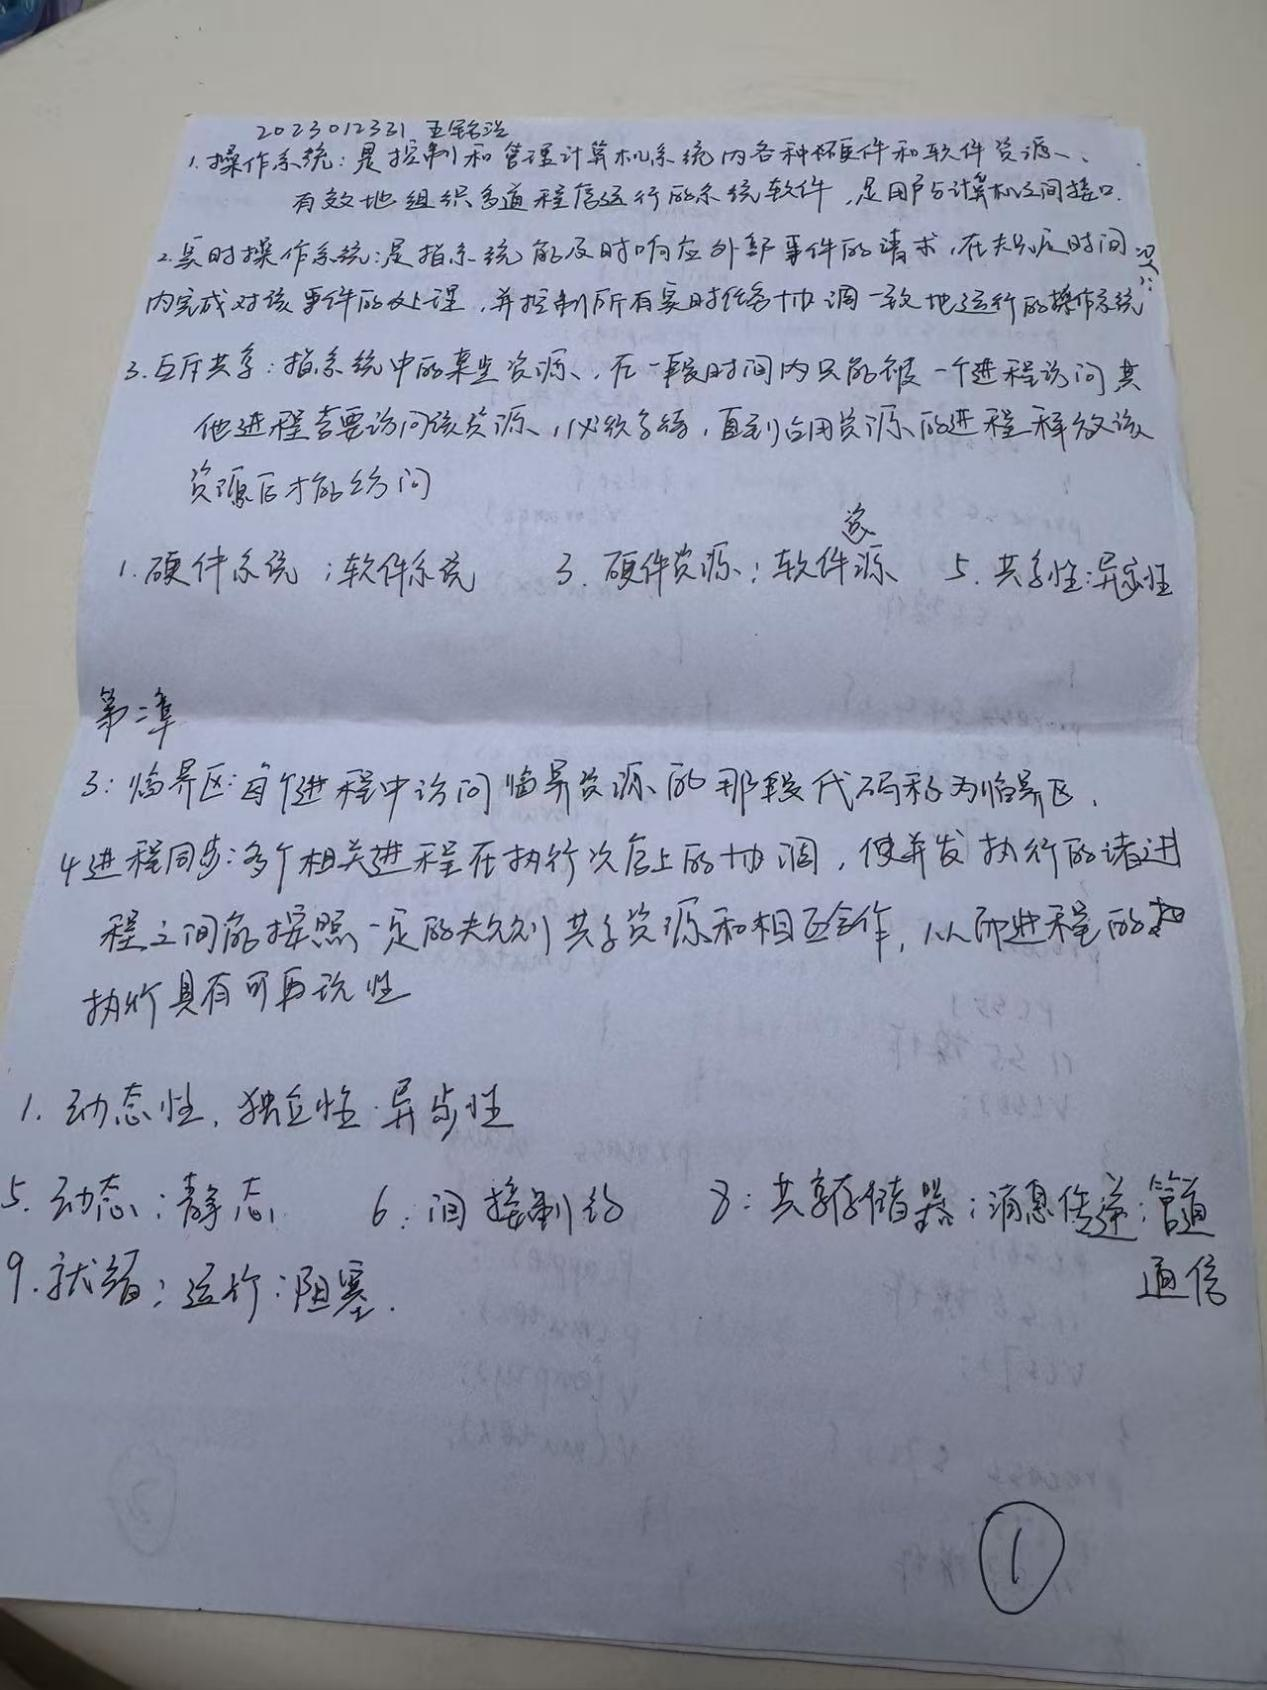 2023012321 王铭浩
1.操作系统:是控制和管理计算机系统内各种硬件和软件资源、
有效地组织多道程序运行的系统软件,是用户与计算机之间接口.
2.实时操作系统:是指系统能及时响应外部事件的请求,在规定时间
内完成对该事件的处理,并控制所有实时任务协调一致地运行的操作系统
3.互斥共享:指系统中的某些资源,在一段时间内只能被一个进程访问其
他进程若要访问该资源,必须等待,直到占用资源的进程释放该
资源后才能访问
1.硬件系统;软件系统 3.硬件资源;软件资源 5.共享性;异步性
第二章
3:临界区:每个进程中访问临界资源的那段代码称为临界区.
4进程同步:多个相关进程在执行次序上的协调,使并发执行的诸进
程之间能按照一定的规则共享资源和相互合作,从而进程的
执行具有可再现性
1.动态性.独立性.异步性
5.动态;静态 6:间接制约 8:共享存储器;消息传递;管道
通信
9.就绪;运行;阻塞.
①